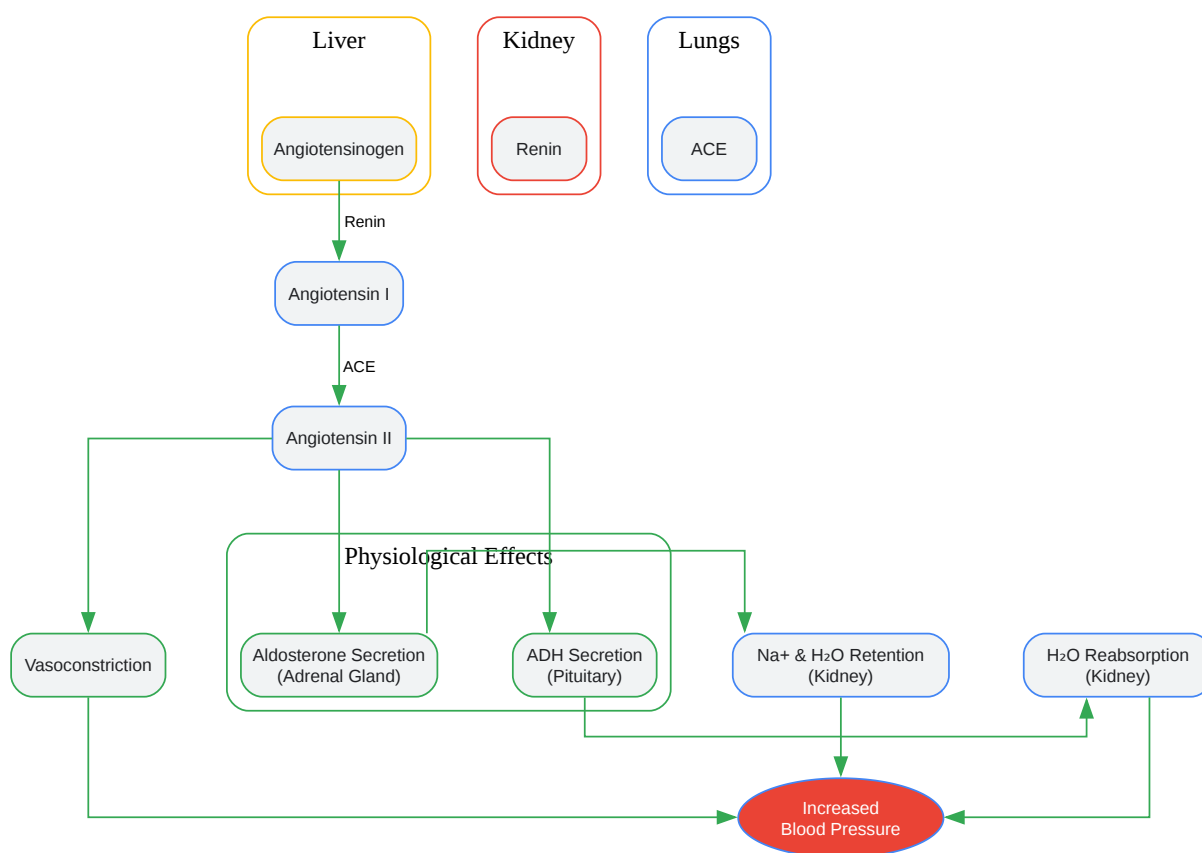 Liver
Kidney
Lungs
Angiotensinogen
Renin
ACE
Renin
Angiotensin I
ACE
Angiotensin II
Physiological Effects
Vasoconstriction
Aldosterone Secretion
(Adrenal Gland)
ADH Secretion
(Pituitary)
Na+ & H₂O Retention
(Kidney)
H₂O Reabsorption
(Kidney)
Increased
Blood Pressure